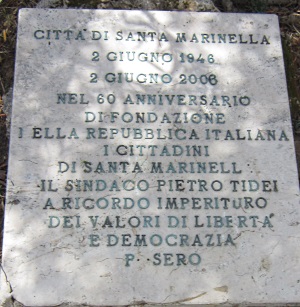 CITTA' DI SANTA MARINELLA
2 GIUGNO 1946
2 GIUGNO 2006
NEL 60 ANNIVERSARIO
DI FONDAZIONE
ELLA REPUBBLICA ITALIANA
I CITTADINI
DI SANTA MARINELL
IL SINDACO PIETRO TIDEI
A RICORDO IMPERITURO
DEI VALORI DI LIBERTA'
E DEMOCRAZIA
P SERO